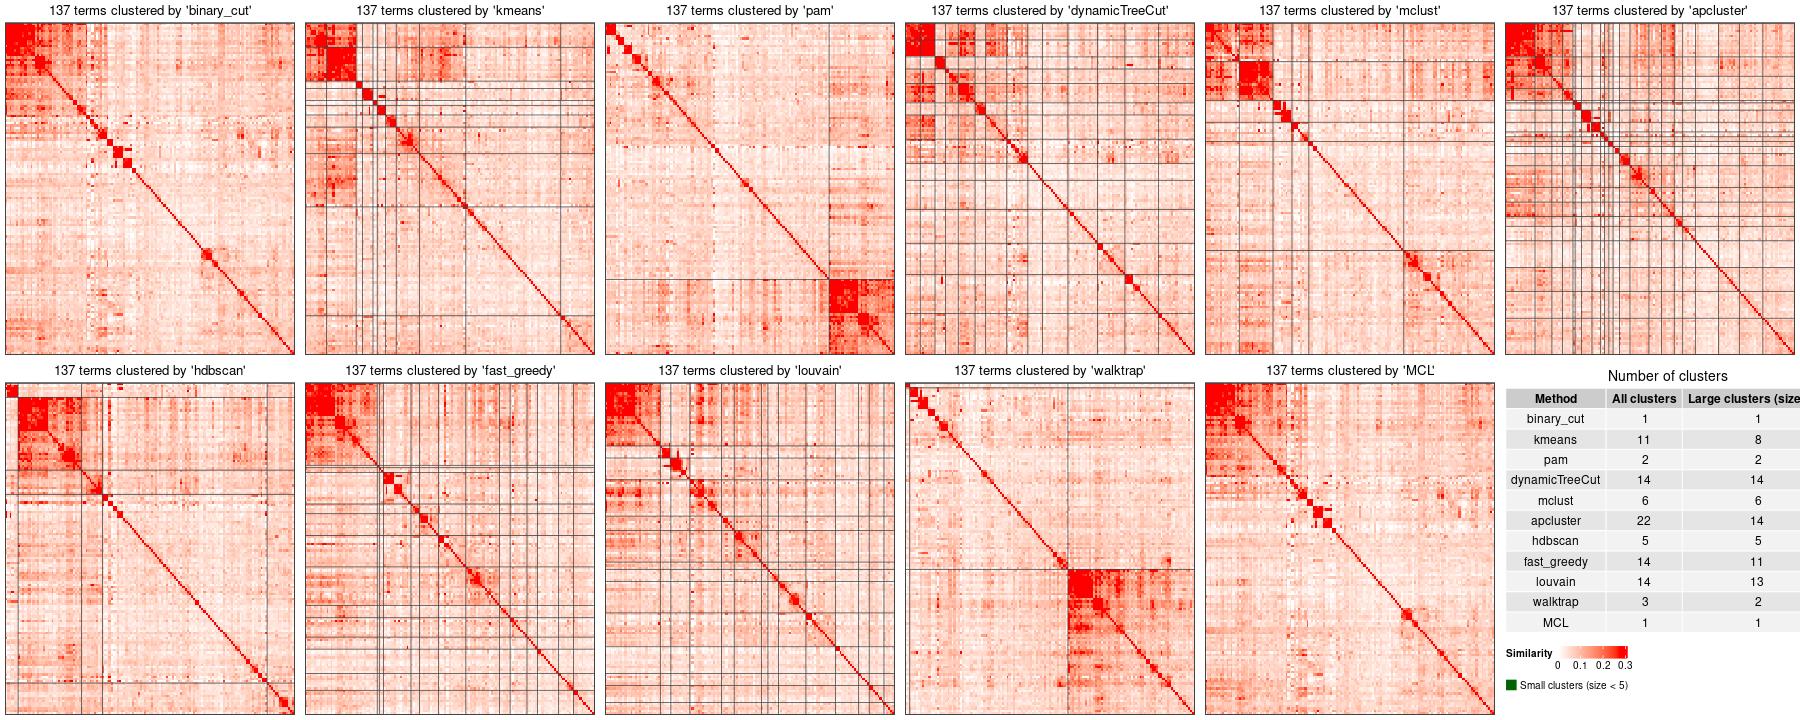 137 terms clustered by 'binary_cut'
137 terms clustered by 'kmeans'
137 terms clustered by 'pam'
137 terms clustered by 'dynamicTreeCut'
137 terms clustered by 'mclust'
137 terms clustered by 'apcluster'
137 terms clustered by 'hdbscan'
137 terms clustered by 'fast_greedy'
137 terms clustered by 'louvain'
137 terms clustered by 'walktrap'
137 terms clustered by 'MCL'
Number of clusters
Method All clusters Large clusters (size
binary_cut 1 1
kmeans 11 8
pam 2 2
dynamicTreeCut 14 14
mclust 6 6
apcluster 22 14
hdbscan 5 5
fast_greedy 14 11
louvain 14 13
walktrap 3 2
MCL 1 1
Similarity
0 0.1 0.2 0.3
Small clusters (size < 5)